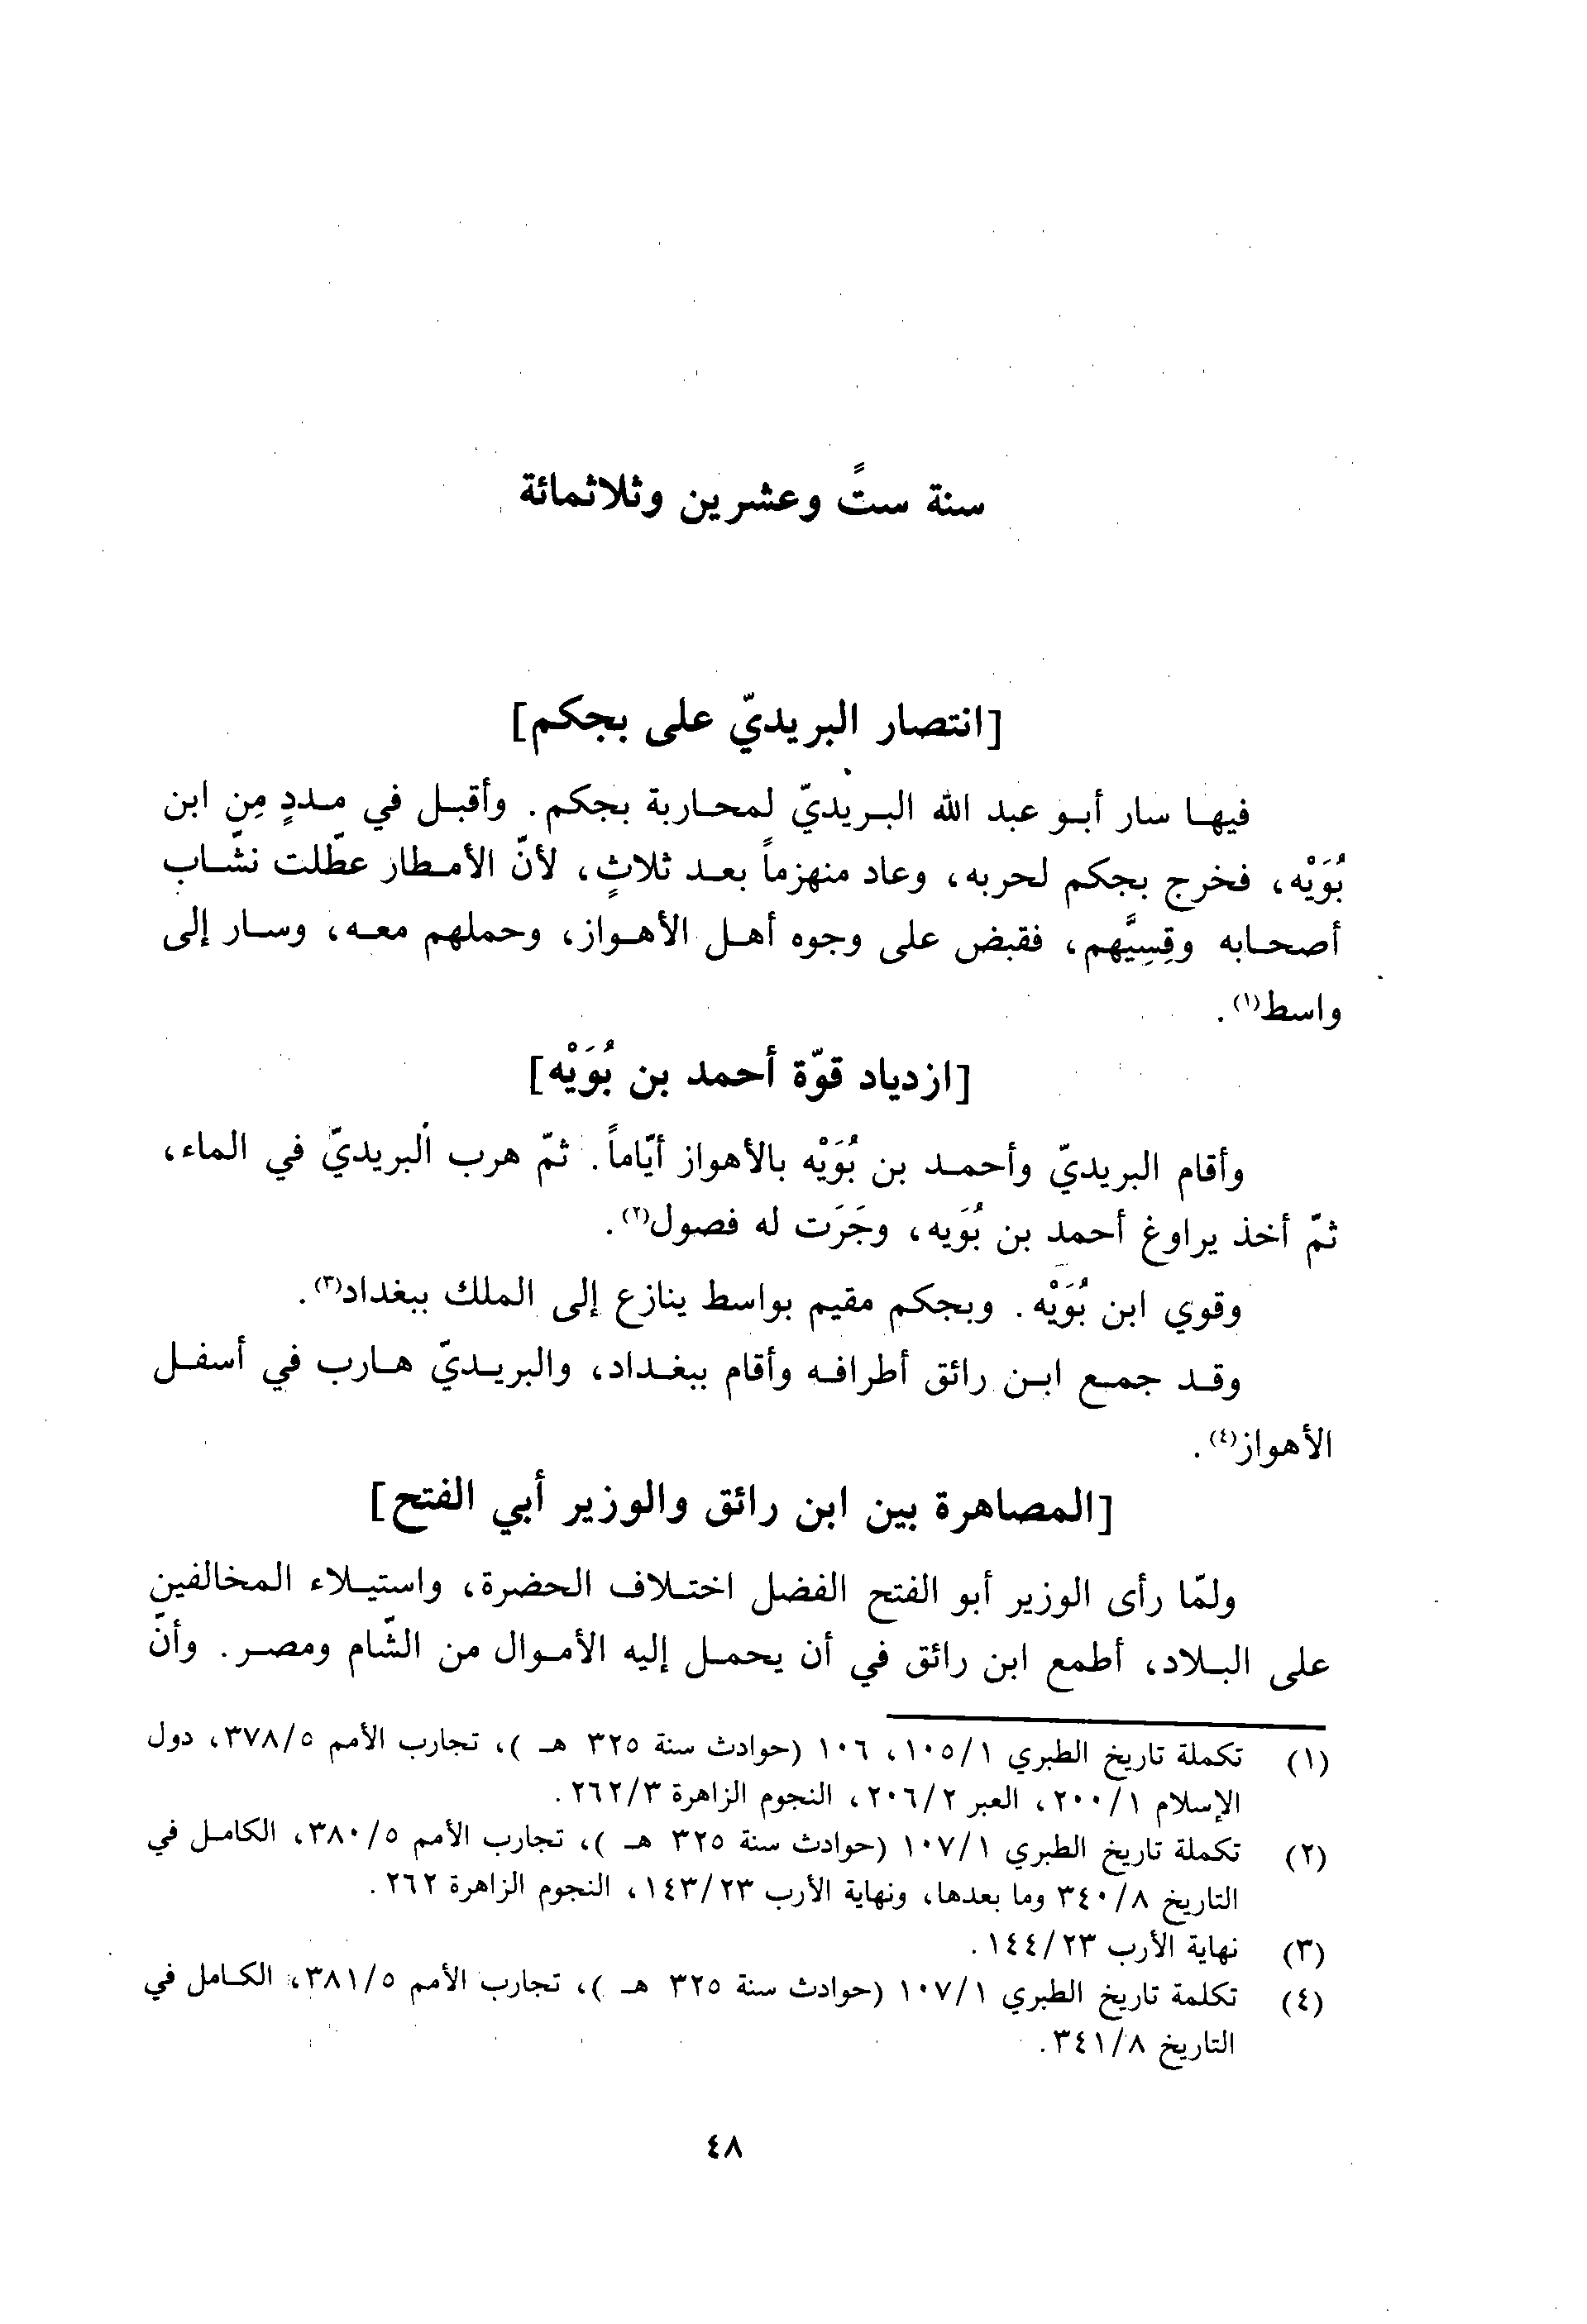 سنة ستً وعشرين وثلاثمائة
[انتصار البريديّ على بجكم]
فيها سار أبو عبد الله البريديّ لمحاربة بجكم. وأقبل في مددٍ مِن ابن
بُوَيْه، فخرج بجكم لحربه، وعاد منهزماً بعد ثلاثٍ، لأنّ الأمطار عطّلت نشّاب
أصحابه وقِسِيَّهم، فقبض على وجوه أهل الأهواز، وحملهم معه، وسار إلى
واسط(١).
[ازدياد قوّة أحمد بن بُوَيْه]
وأقام البريديّ وأحمد بن بُوَيْه بالأهواز أيّاماً. ثمّ هرب البريديّ في الماء،
ثمّ أخذ يراوغ أحمد بن بُوَيه، وجَرَت له فصول(٢).
وقوي ابن بُوَيْه. وبجكم مقيم بواسط ينازع إلى الملك ببغداد(٣).
وقد جمع ابن رائق أطرافه وأقام ببغداد، والبريديّ هارب في أسفل
الأهواز(٤).
[المصاهرة بين ابن رائق والوزير أبي الفتح]
ولمّا رأى الوزير أبو الفتح الفضل اختلاف الحضرة، واستيلاء المخالفين
على البلاد، أطمع ابن رائق في أن يحمل إليه الأموال من الشّام ومصر. وأنّ
(١) تكملة تاريخ الطبري ١/١٠٥، ١٠٦ (حوادث سنة ٣٢٥ هـ )، تجارب الأمم ٥/٣٧٨، دول
الإسلام ١/٢٠٠، العبر ٢/٢٠٦، النجوم الزاهرة ٣/٢٦٢.
(٢) تكملة تاريخ الطبري ١/١٠٧ (حوادث سنة ٣٢٥ هـ )، تجارب الأمم ٥/٣٨٠، الكامل في
التاريخ ٨/٣٤٠ وما بعدها، ونهاية الأرب ٢٣/١٤٣، النجوم الزاهرة ٢٦٢.
(٣) نهاية الأرب ٢٣/١٤٤.
(٤) تكلمة تاريخ الطبري ١/١٠٧ (حوادث سنة ٣٢٥ هـ )، تجارب الأمم ٥/٣٨١، الكامل في
التاريخ ٨/٣٤١.
٤٨